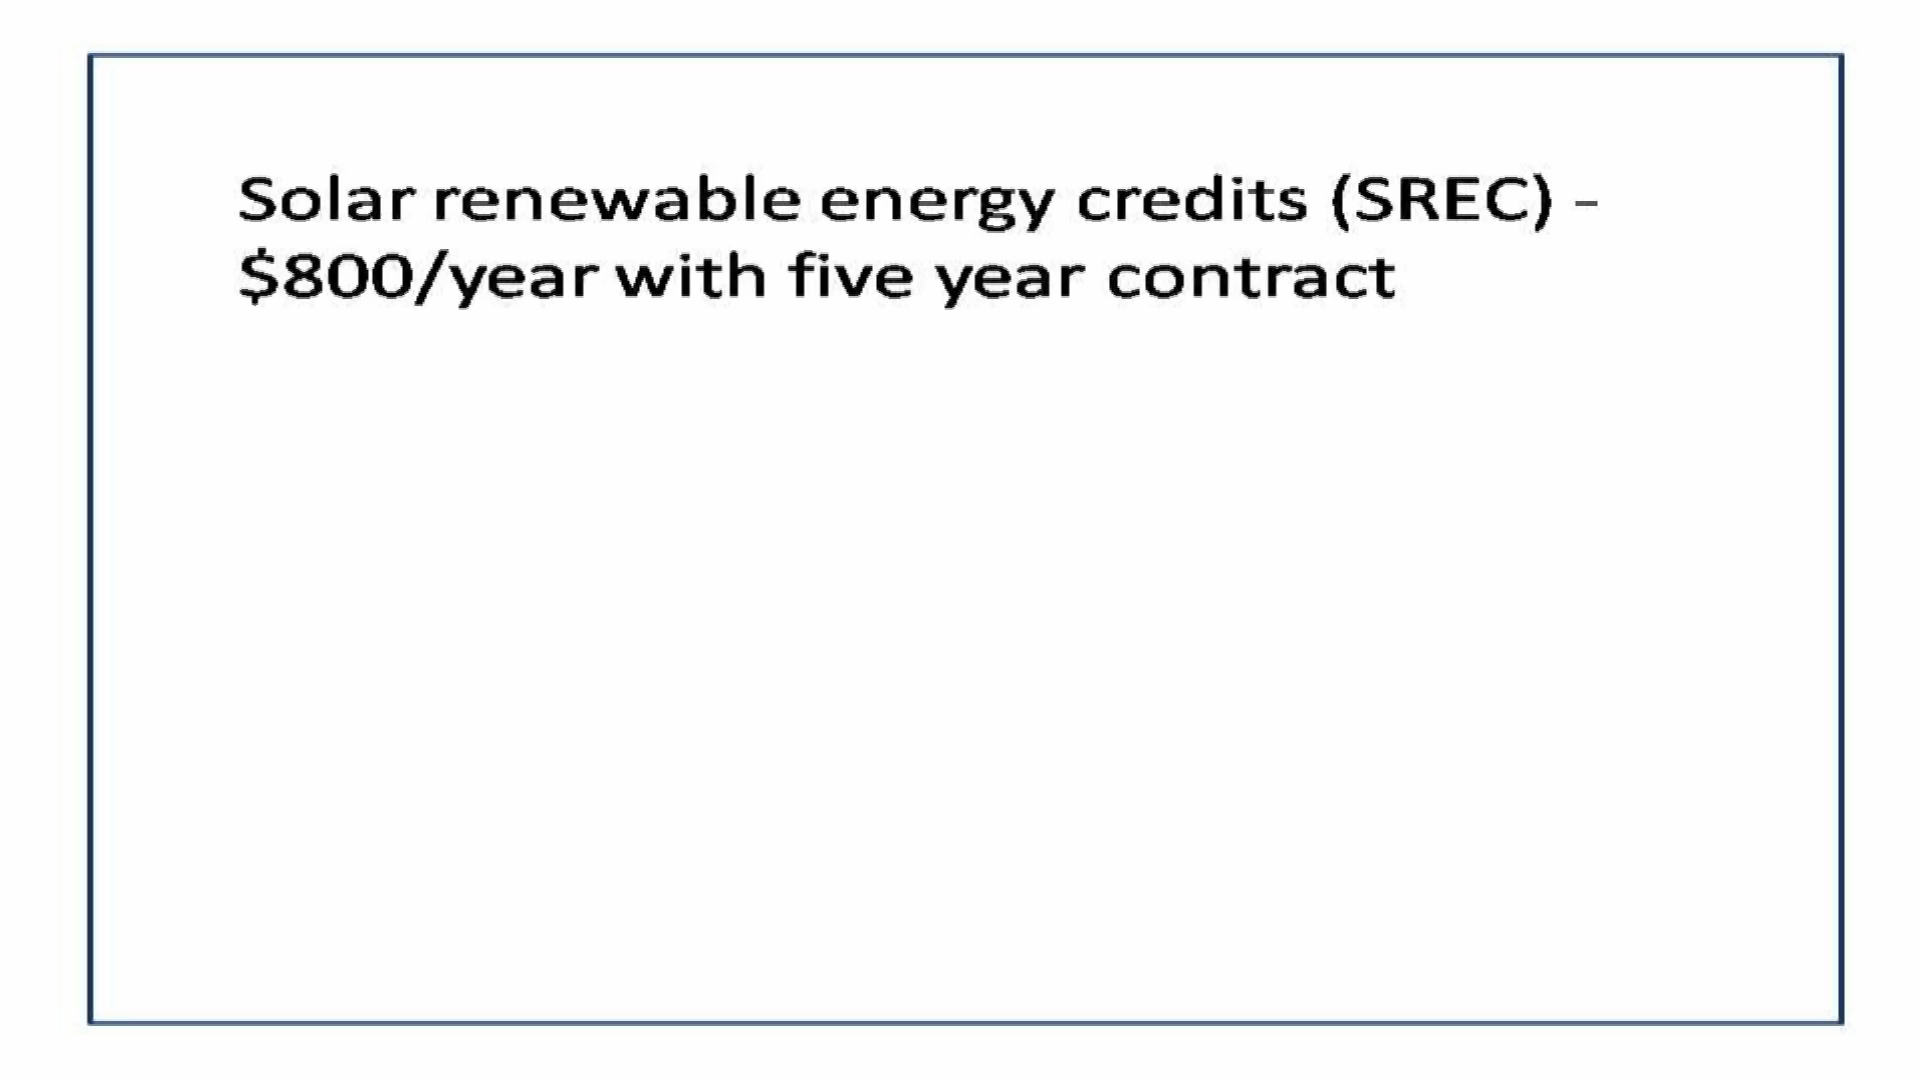 Solar renewable energy credits (SREC) -
$800/year with five year contract